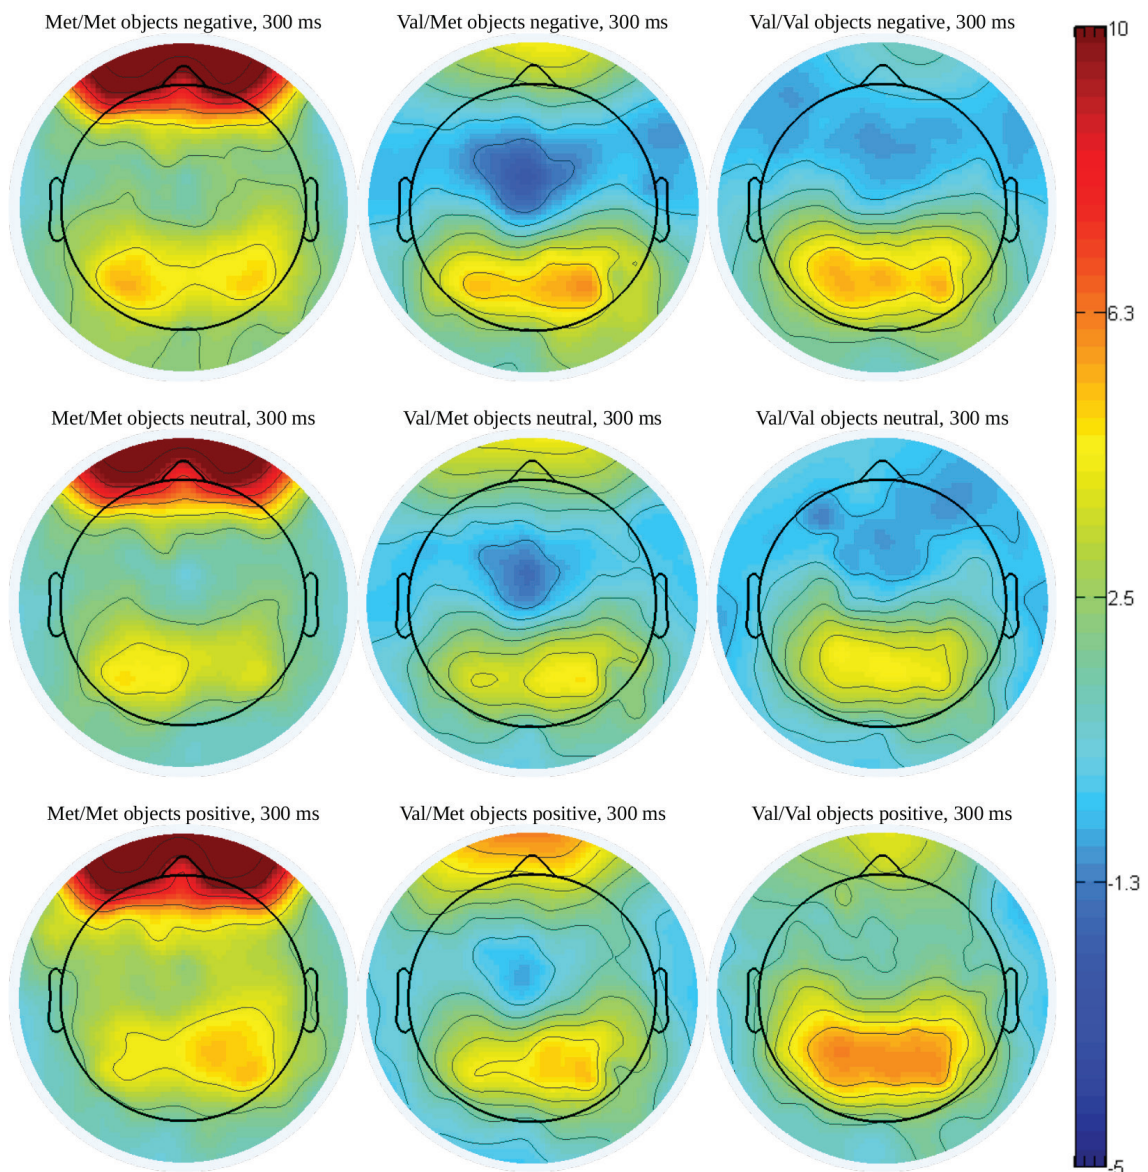 Met/Met objects negative, 300 ms
Val/Met objects negative, 300 ms
Val/Val objects negative, 300 ms
10
6.3
Met/Met objects neutral, 300 ms
Val/Met objects neutral, 300 ms
Val/Val objects neutral, 300 ms
2.5
Met/Met objects positive, 300 ms
Val/Met objects positive, 300 ms
Val/Val objects positive, 300 ms
-1.3
-5